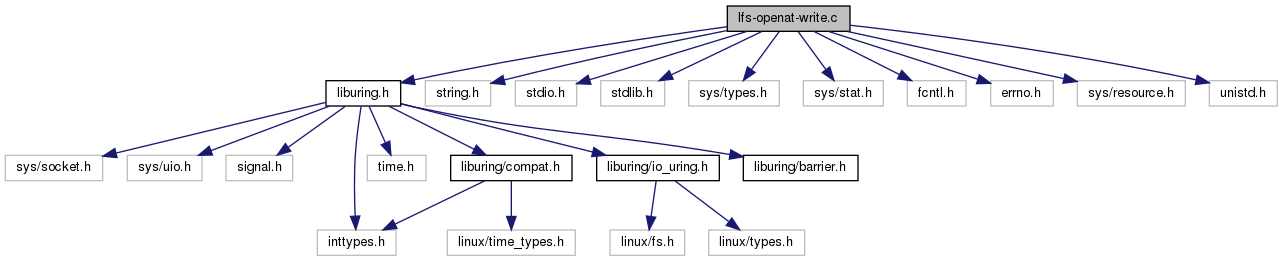 lfs-openat-write.c
liburing.h
string.h
stdio.h
stdlib.h
sys/types.h
sys/stat.h
fcntl.h
errno.h
sys/resource.h
unistd.h
sys/socket.h
sys/uio.h
signal.h
time.h
liburing/compat.h
liburing/io_uring.h
liburing/barrier.h
inttypes.h
linux/time_types.h
linux/fs.h
linux/types.h